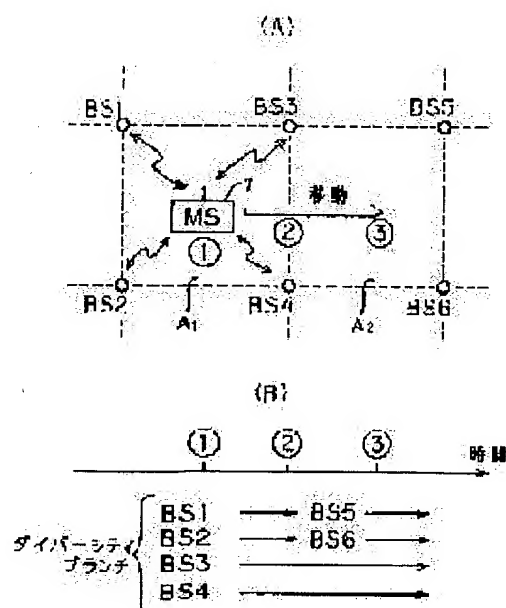 (A)
BS1 BS3 BS5
7
MS 移動
① ② ③
BS2 A1 BS4 A2 BS6
(B)
① ② ③ 時間
BS1 BS5
BS2 BS6
ダイバーシティ
ブランチ
BS3
BS4